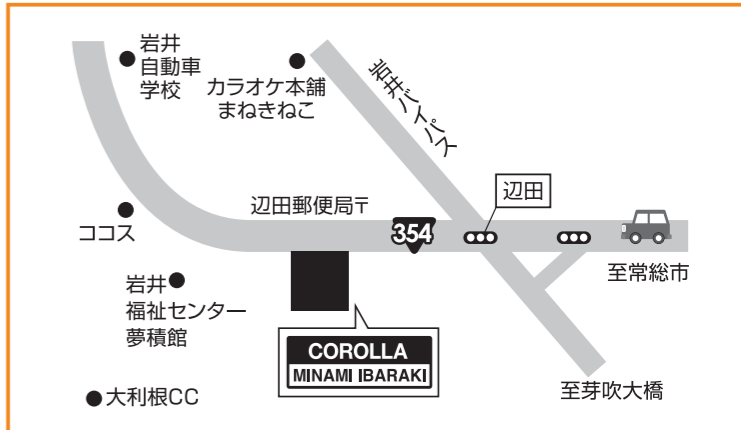 岩井
自動車
学校
カラオケ本舗
まねきねこ
岩井バイパス
辺田郵便局〒
354
辺田
ココス
至常総市
岩井
福祉センター
夢積館
COROLLA
MINAMI IBARAKI
大利根CC
至芽吹大橋